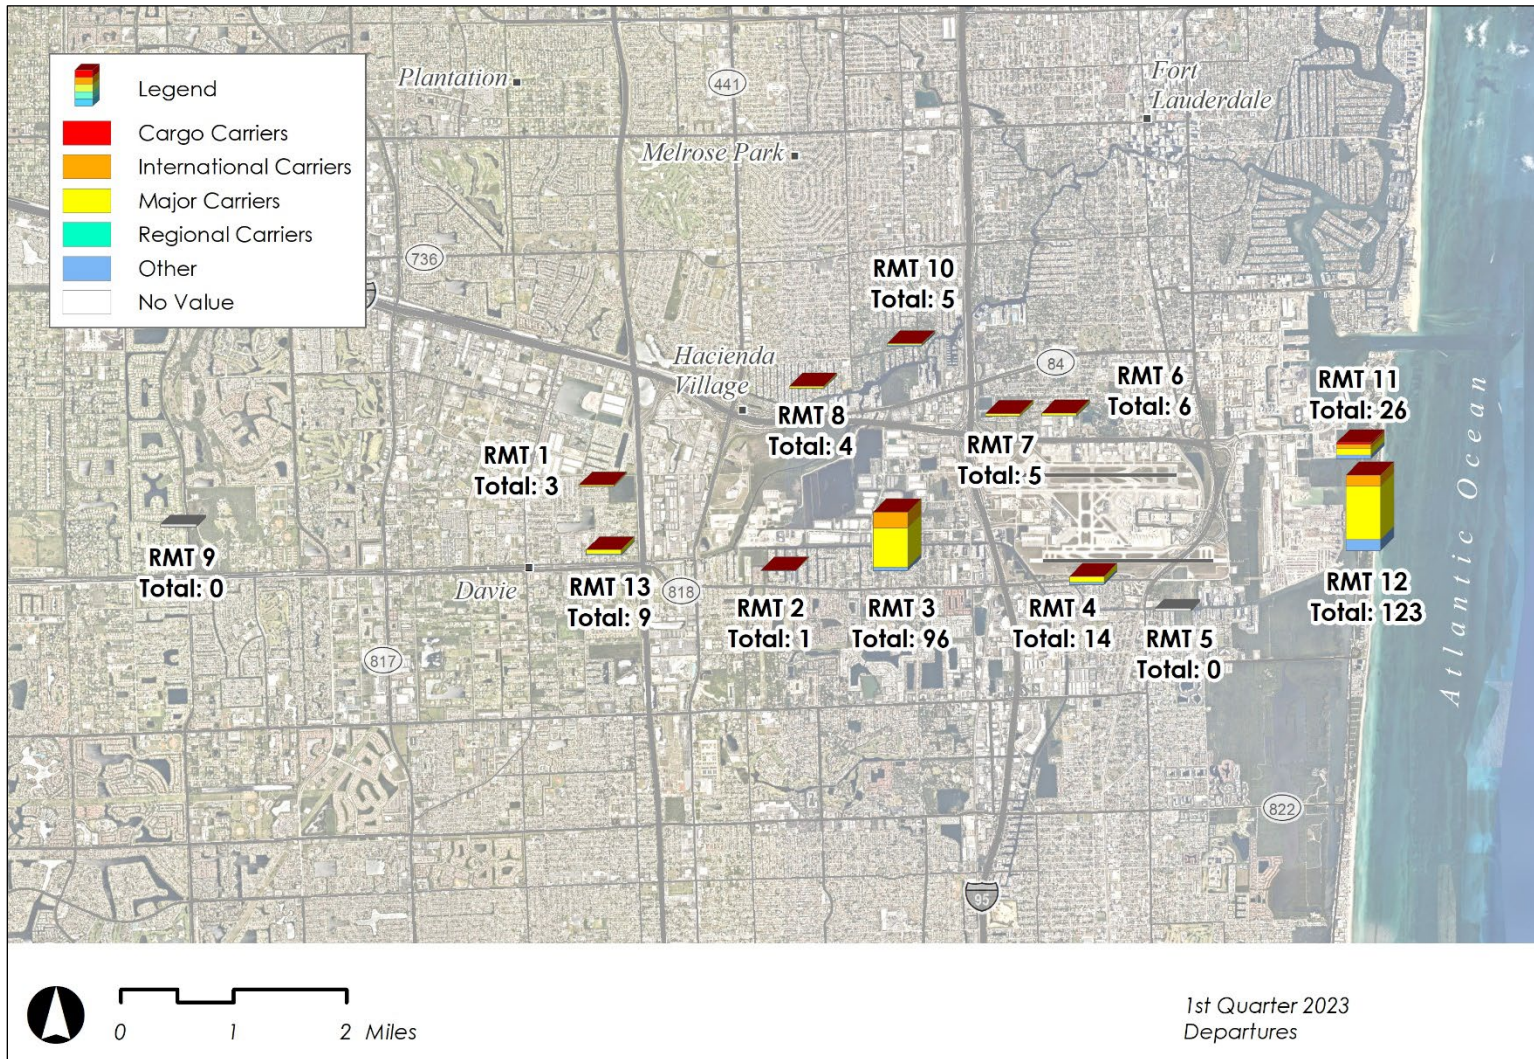 Legend
Cargo Carriers
International Carriers
Major Carriers
Regional Carriers
Other
No Value
Plantation
441
Fort
Lauderdale
Melrose Park
736
RMT 10
Total: 5
Hacienda
Village
84
RMT 6
Total: 6
RMT 11
Total: 26
RMT 8
Total: 4
RMT 7
Total: 5
RMT 1
Total: 3
Atlantic Ocean
RMT 9
Total: 0
Davie
RMT 13
Total: 9
818
RMT 2
Total: 1
RMT 3
Total: 96
RMT 4
Total: 14
RMT 5
Total: 0
RMT 12
Total: 123
817
822
95
0 1 2 Miles
1st Quarter 2023
Departures